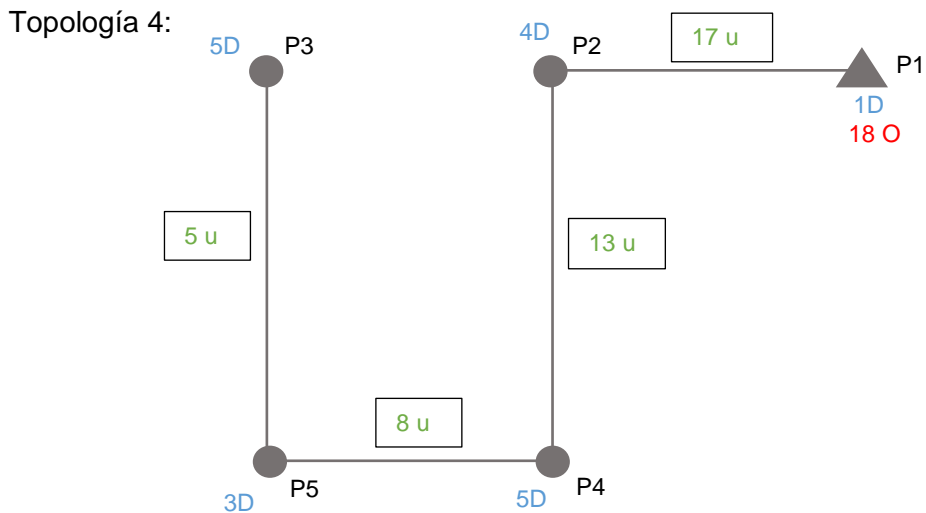 Topología 4:
5D P3
4D P2
17 u
P1
1D
18 O
5 u
13 u
8 u
P5
3D
P4
5D